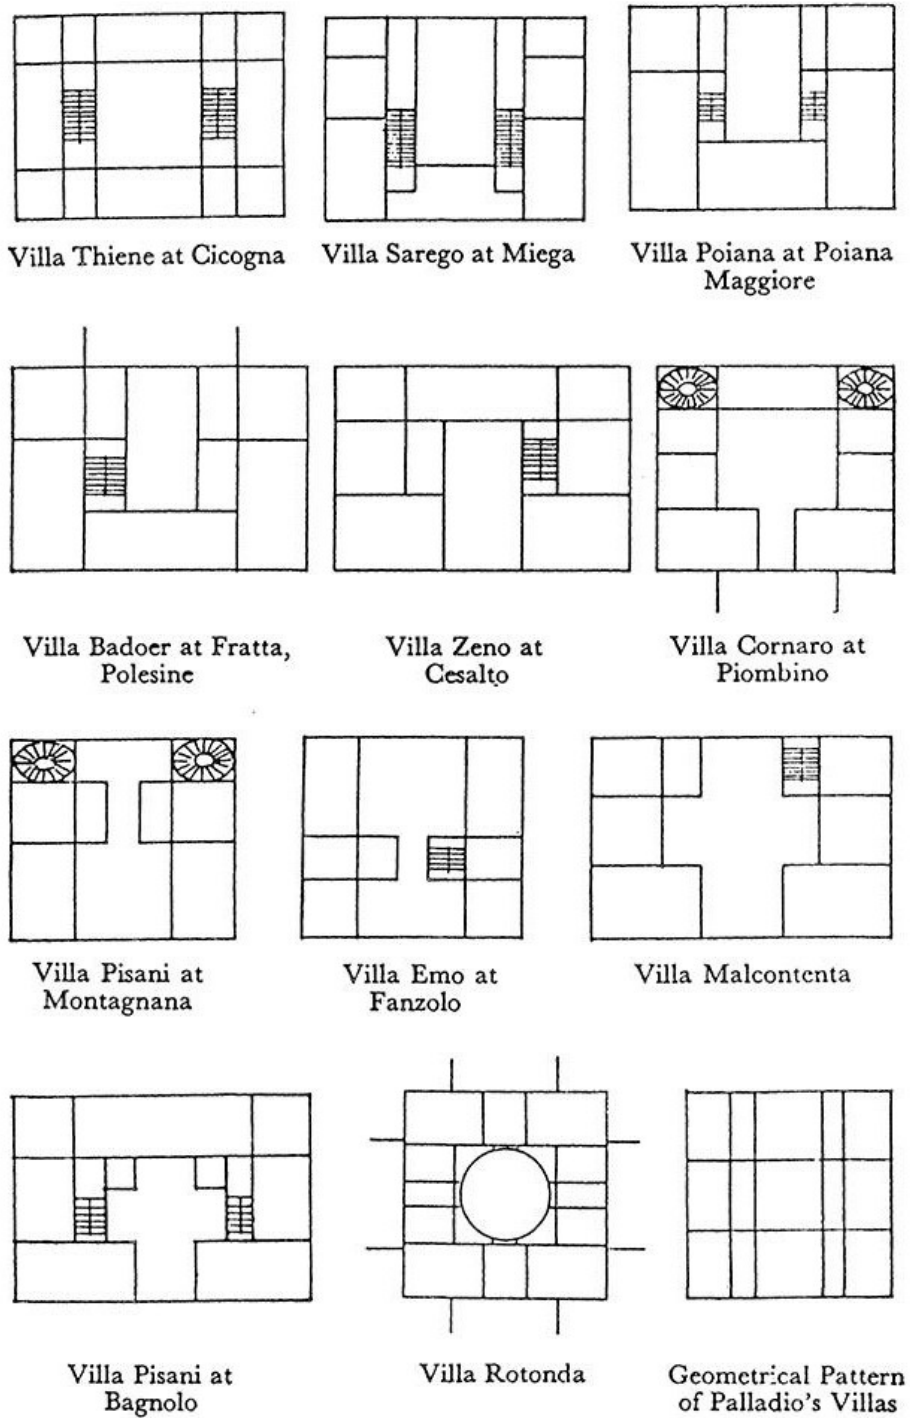 Villa Thiene at Cicogna
Villa Sarego at Miega
Villa Poiana at Poiana
Maggiore
Villa Badoer at Fratta,
Polesine
Villa Zeno at
Cesalto
Villa Cornaro at
Piombino
Villa Pisani at
Montagnana
Villa Emo at
Fanzolo
Villa Malcontenta
Villa Pisani at
Bagnolo
Villa Rotonda
Geometrical Pattern
of Palladio's Villas